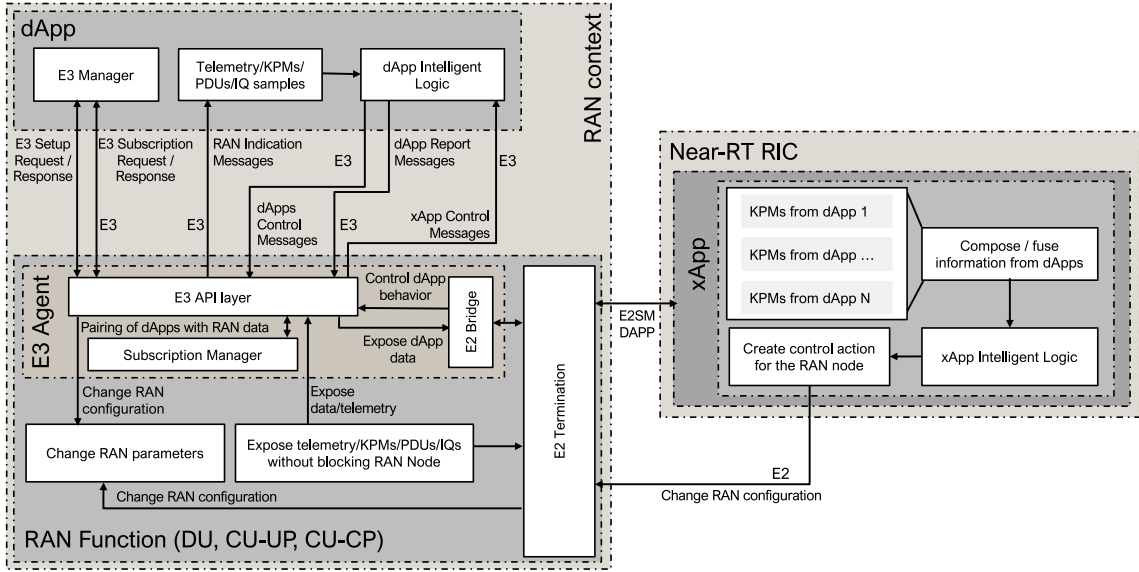 dApp
RAN context
E3 Manager
Telemetry/KPMs/
PDUs/IQ samples
dApp Intelligent
Logic
E3 Setup
Request /
Response
E3 Subscription
Request /
Response
RAN Indication
Messages
E3
dApp Report
Messages
E3
E3
E3
dApps
Control
Messages
E3
xApp Control
Messages
E3 Agent
E3 API layer
Control dApp
behavior
E2 Bridge
Pairing of dApps with RAN data
Subscription Manager
Expose dApp
data
E2 Termination
Change RAN
configuration
Expose
data/telemetry
Change RAN parameters
Expose telemetry/KPMs/PDUs/IQs
without blocking RAN Node
Change RAN configuration
RAN Function (DU, CU-UP, CU-CP)
E2SM
DAPP
E2
Change RAN configuration
Near-RT RIC
xApp
KPMs from dApp 1
KPMs from dApp …
KPMs from dApp N
Compose / fuse
information from dApps
Create control action
for the RAN node
xApp Intelligent Logic